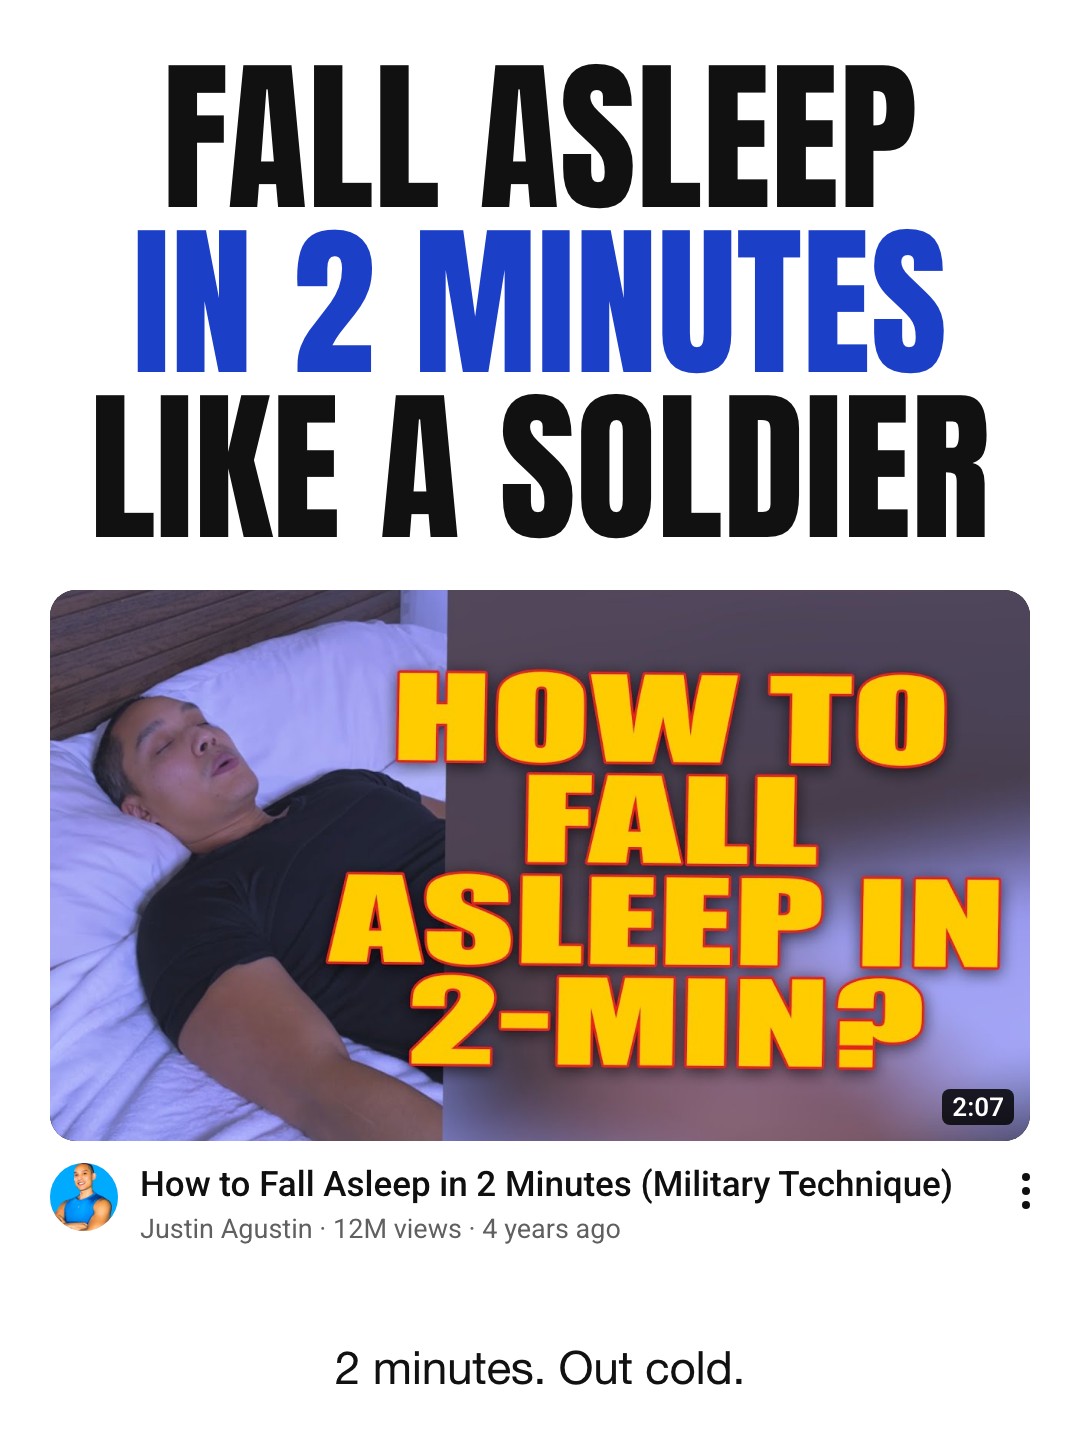 FALL ASLEEP
IN 2 MINUTES
LIKE A SOLDIER
HOW TO
FALL
ASLEEP IN
2-MIN?
2:07
How to Fall Asleep in 2 Minutes (Military Technique)
Justin Agustin · 12M views · 4 years ago
2 minutes. Out cold.